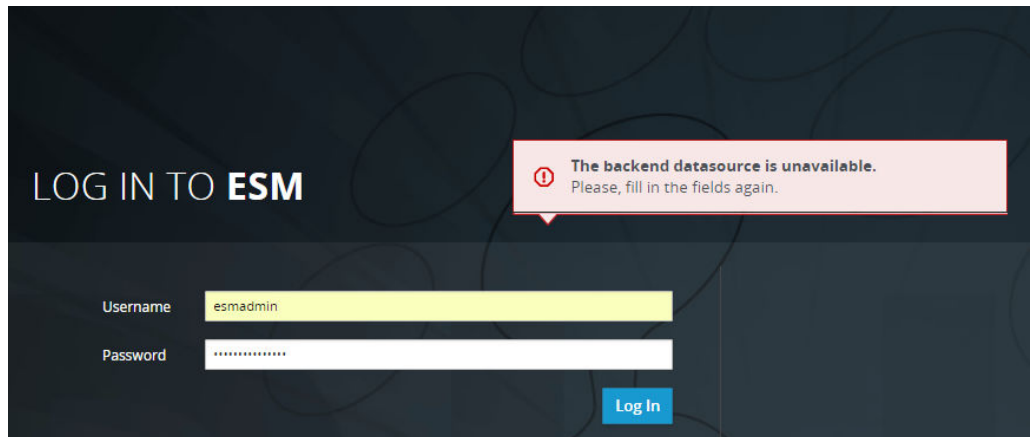 The backend datasource is unavailable.
Please, fill in the fields again.
LOG IN TO ESM
Username
esmadmin
Password
Log In